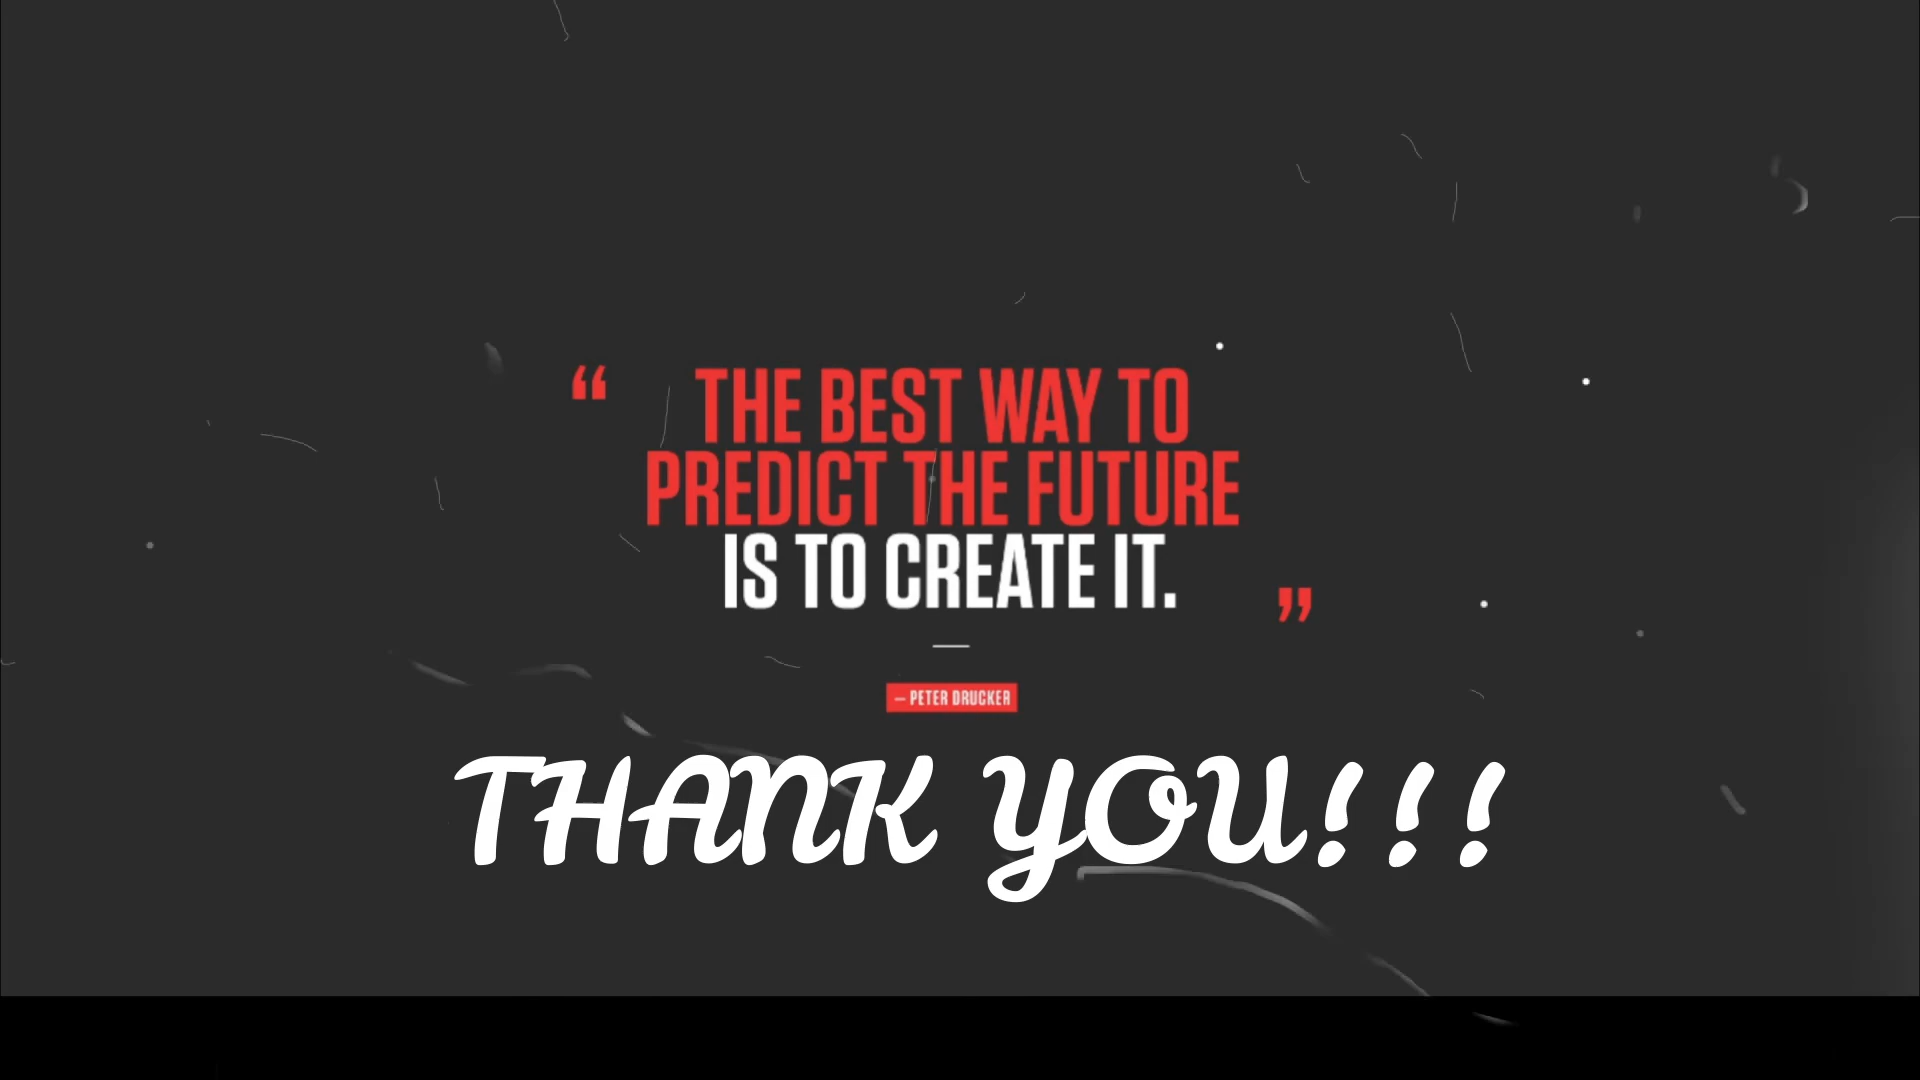 “ THE BEST WAY TO
PREDICT THE FUTURE
IS TO CREATE IT. ”
— PETER DRUCKER
THANK YOU!!!